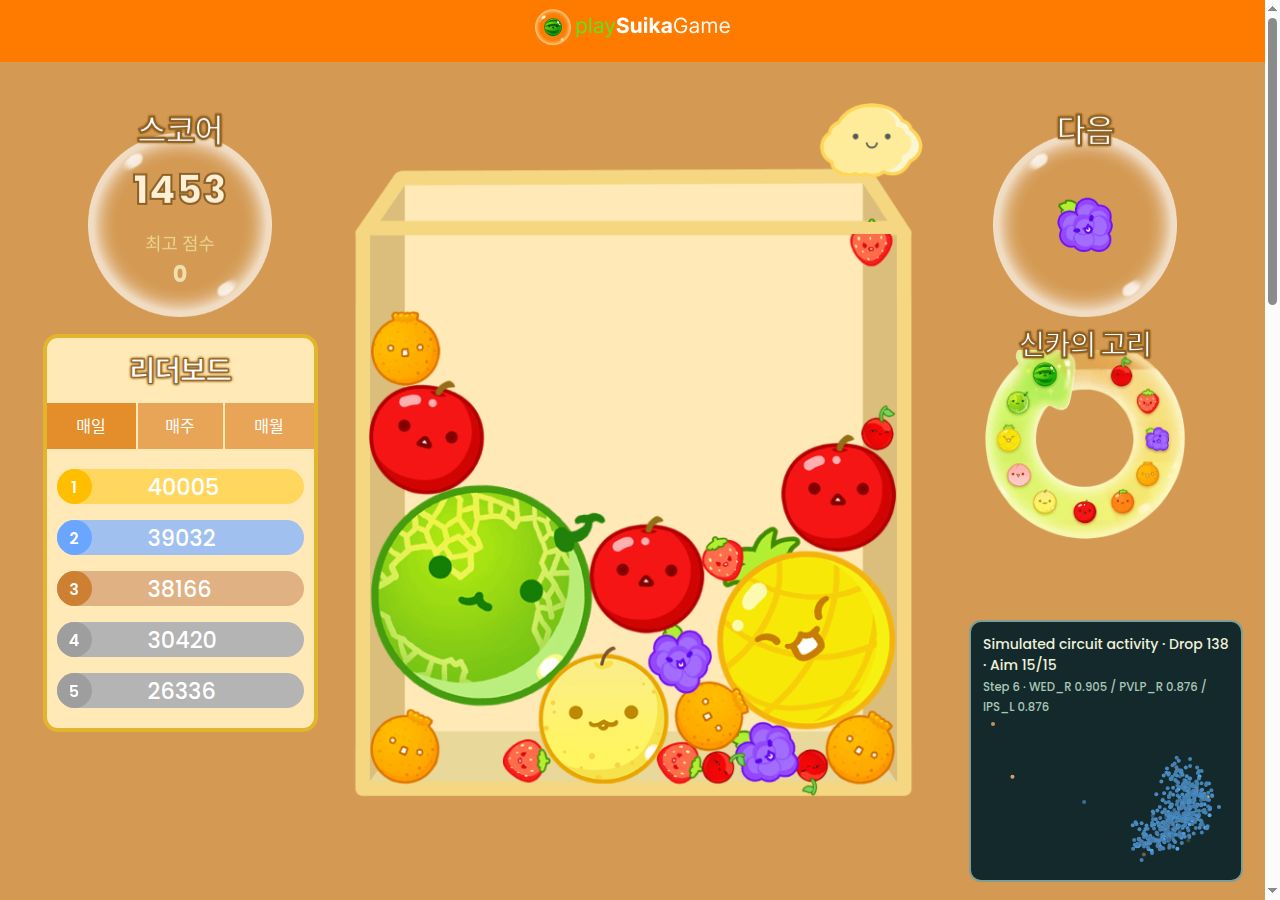 playSuikaGame
스코어
1453
최고 점수
0
다음
리더보드
매일
매주
매월
1 40005
2 39032
3 38166
4 30420
5 26336
신카의 고리
Simulated circuit activity · Drop 138
· Aim 15/15
Step 6 · WED_R 0.905 / PVLP_R 0.876 /
IPS_L 0.876